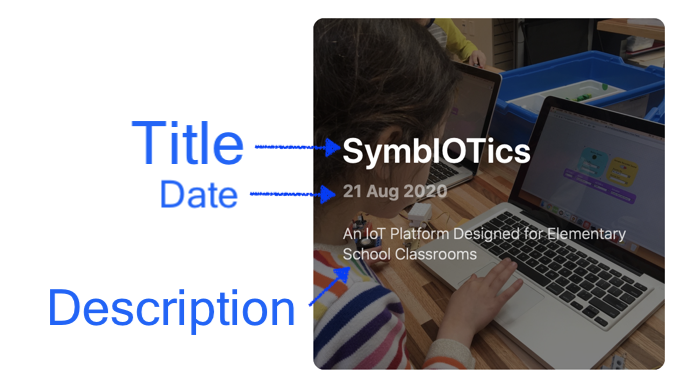 Title
SymbIOTics
Date
21 Aug 2020
An IoT Platform Designed for Elementary
School Classrooms
Description